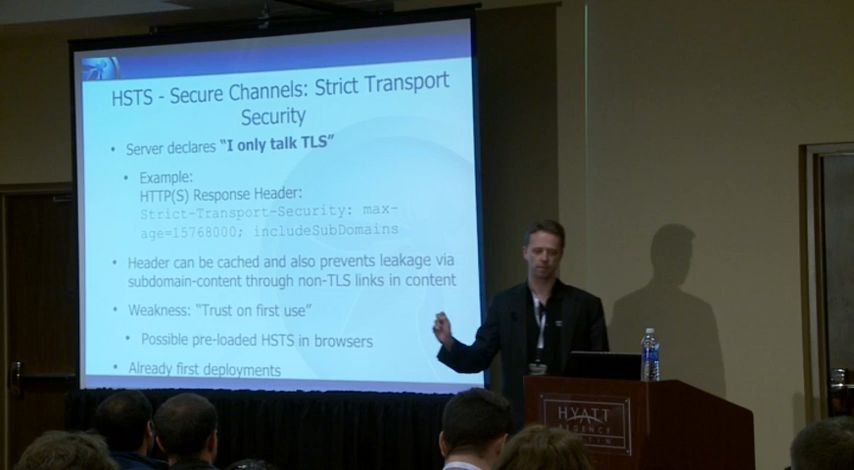 HSTS - Secure Channels: Strict Transport
Security
• Server declares "I only talk TLS"
• Example:
HTTP(S) Response Header:
Strict-Transport-Security: max-
age=15768000; includeSubDomains
• Header can be cached and also prevents leakage via
subdomain-content through non-TLS links in content
• Weakness: "Trust on first use"
• Possible pre-loaded HSTS in browsers
• Already first deployments
HYATT
REGENCY